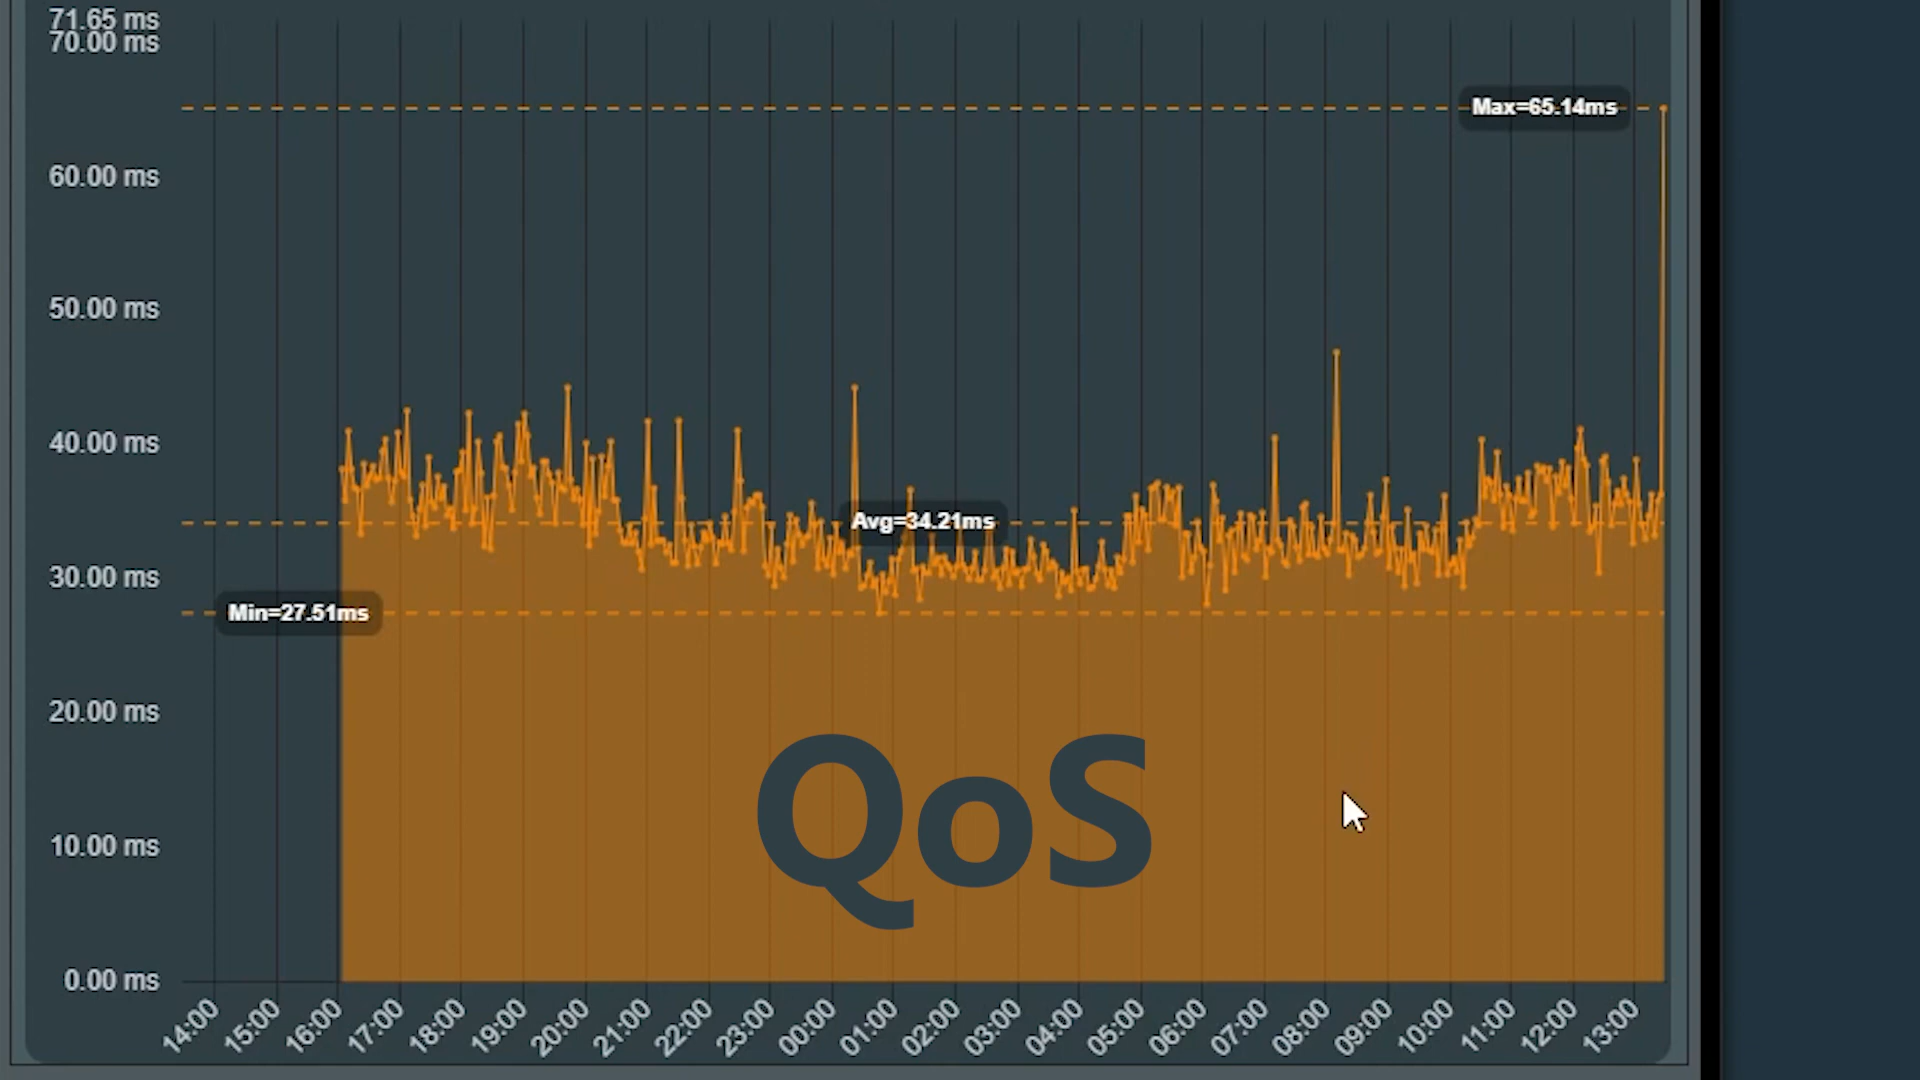 71.65 ms
70.00 ms
Max=65.14ms
60.00 ms
50.00 ms
40.00 ms
Avg=34.21ms
30.00 ms
Min=27.51ms
20.00 ms
QoS
10.00 ms
0.00 ms
14:00 15:00 16:00 17:00 18:00 19:00 20:00 21:00 22:00 23:00 00:00 01:00 02:00 03:00 04:00 05:00 06:00 07:00 08:00 09:00 10:00 11:00 12:00 13:00